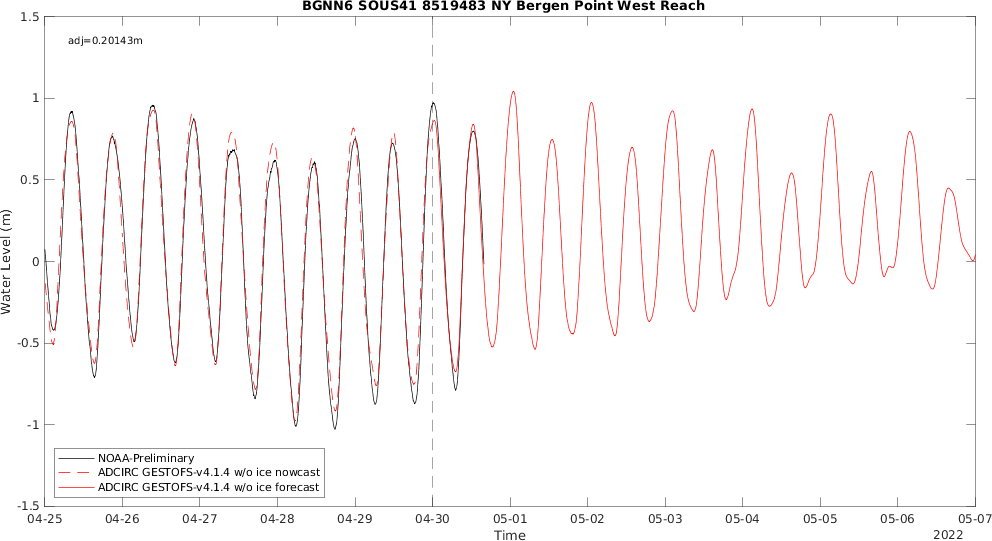 BGNN6 SOUS41 8519483 NY Bergen Point West Reach
adj=0.20143m
1.5
1
0.5
0
-0.5
-1
-1.5
Water Level (m)
NOAA-Preliminary
ADCIRC GESTOFS-v4.1.4 w/o ice nowcast
ADCIRC GESTOFS-v4.1.4 w/o ice forecast
04-25 04-26 04-27 04-28 04-29 04-30 05-01 05-02 05-03 05-04 05-05 05-06 05-07
Time
2022